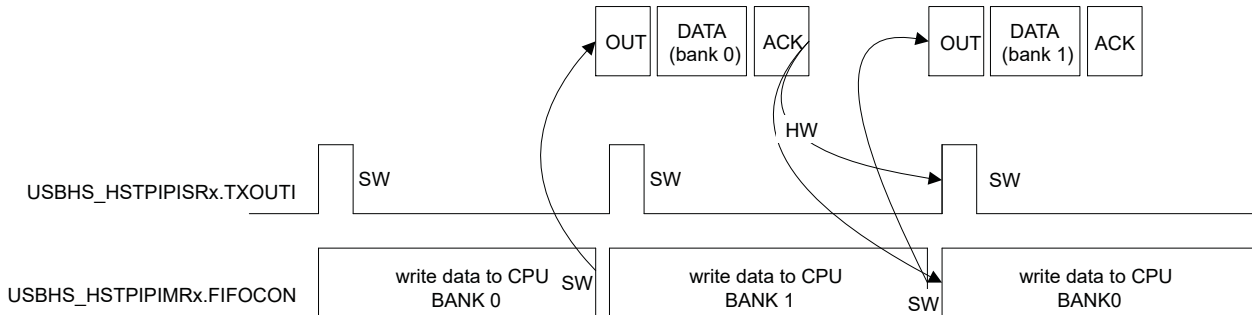 OUT
DATA
(bank 0)
ACK
OUT
DATA
(bank 1)
ACK
HW
USBHS_HSTPIPISRx.TXOUTI
SW
SW
SW
USBHS_HSTPIPIMRx.FIFOCON
write data to CPU
BANK 0
SW
write data to CPU
BANK 1
SW
write data to CPU
BANK0